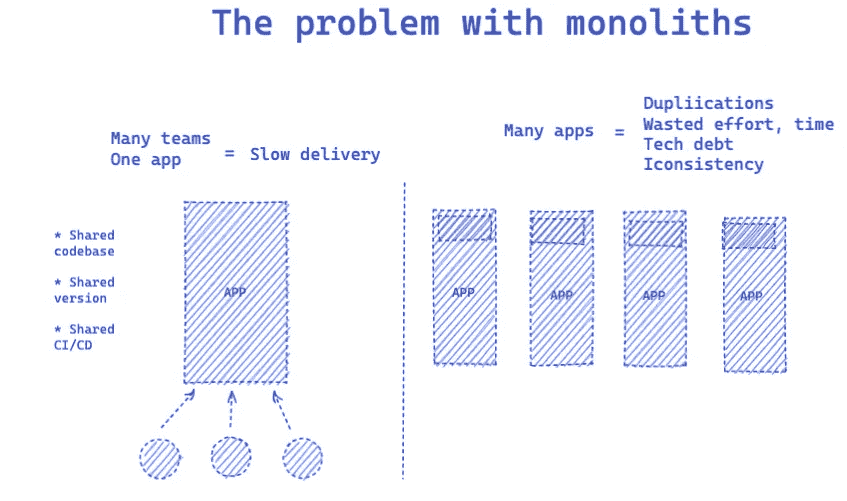 The problem with monoliths
Many teams
One app
= Slow delivery
* Shared
codebase
* Shared
version
* Shared
CI/CD
APP
Many apps =
Dupliications
Wasted effort, time
Tech debt
Iconsistency
APP
APP
APP
APP